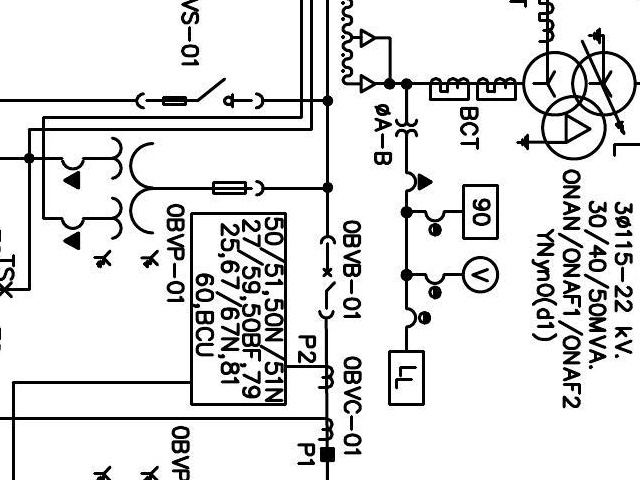 VS-01
BCT
ØA-B
3Ø115-22 kV.
30/40/50MVA.
ONAN/ONAF1/ONAF2
YNyn0(d1)
90
V
LL
0BVP-01
50/51,50N/51N
27/59,50BF,79
25,67/67N,81
60,BCU
0BVB-01
P2
0BVC-01
P1
0BVP